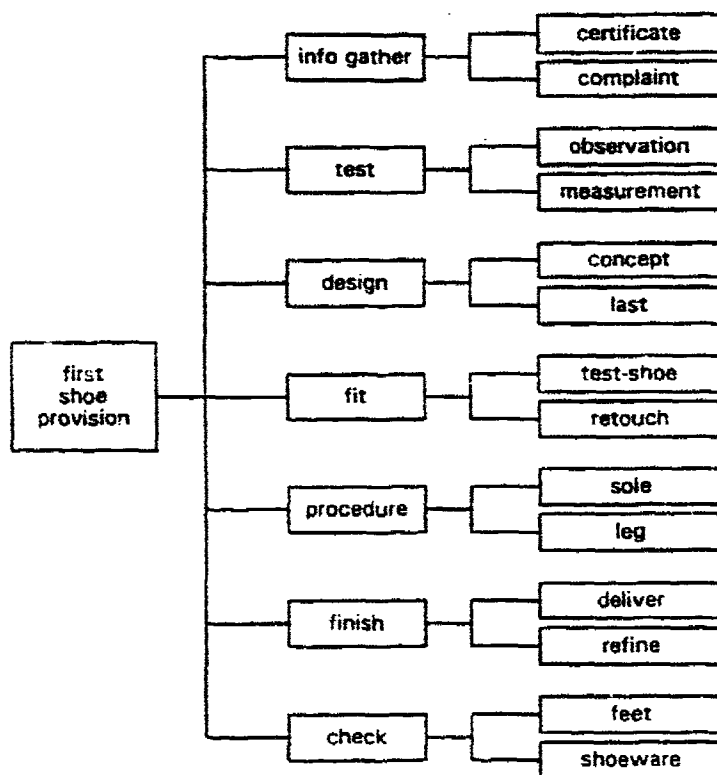 certificate
info gather
complaint
observation
test
measurement
concept
design
last
first
shoe
provision
test-shoe
fit
retouch
sole
procedure
leg
deliver
finish
refine
feet
check
shoeware